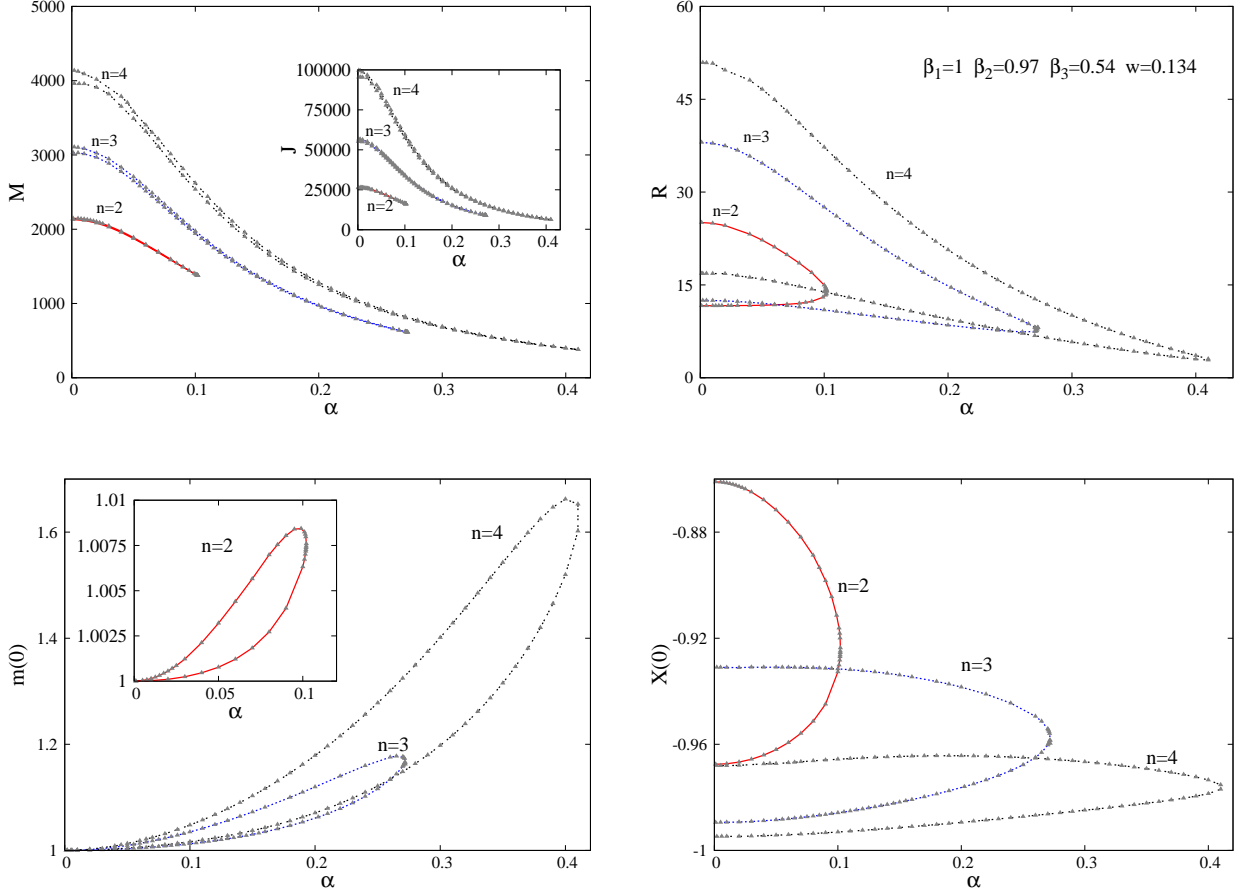 5000
4000
3000
2000
1000
0
M
0
0.1
0.2
0.3
0.4
α
n=4
n=3
n=2
100000
75000
50000
25000
0
J
0
0.1
0.2
0.3
0.4
α
n=4
n=3
n=2
60
45
30
15
0
R
0
0.1
0.2
0.3
0.4
α
β₁=1 β₂=0.97 β₃=0.54 w=0.134
n=4
n=3
n=2
1.6
1.4
1.2
1
m(0)
0
0.1
0.2
0.3
0.4
α
n=4
n=3
1.01
1.0075
1.005
1.0025
1
0
0.05
0.1
α
n=2
-0.88
-0.92
-0.96
-1
X(0)
0
0.1
0.2
0.3
0.4
α
n=2
n=3
n=4